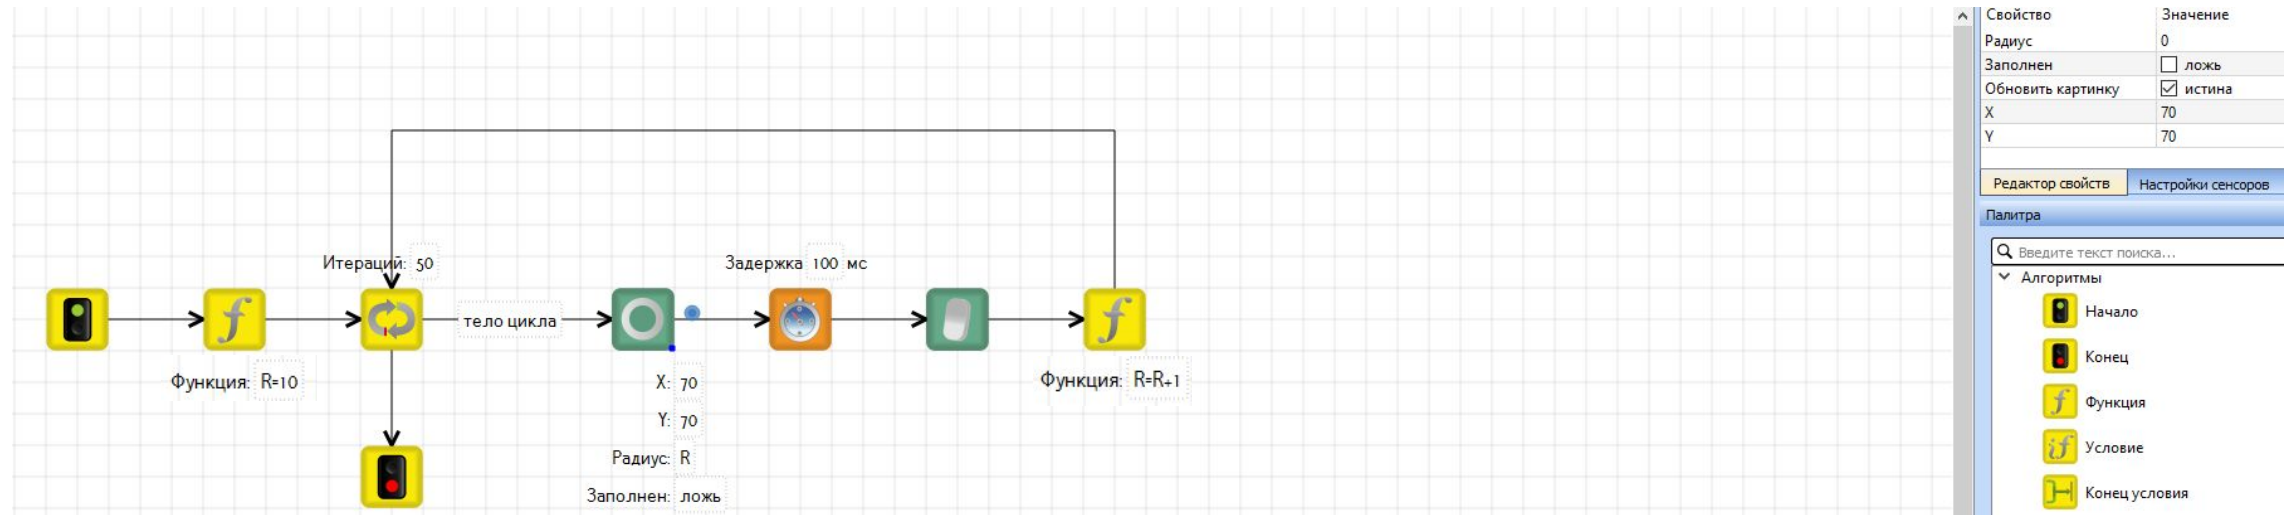 Итераций: 50
Задержка 100 мс
тело цикла
Функция: R=10
X: 70
Y: 70
Радиус: R
Заполнен: ложь
Функция: R=R+1
Свойство Значение
Радиус 0
Заполнен ложь
Обновить картинку истина
X 70
Y 70
Редактор свойств Настройки сенсоров
Палитра
Введите текст поиска...
Алгоритмы
Начало
Конец
f Функция
if Условие
Конец условия